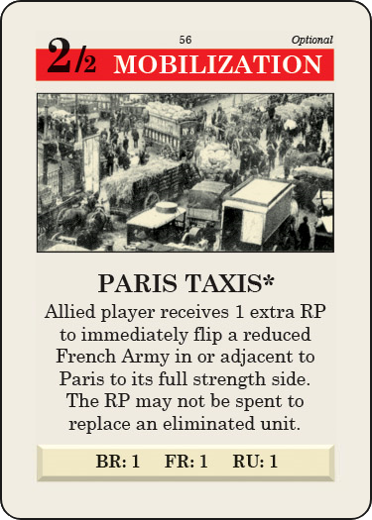 56
Optional
2/2 MOBILIZATION
PARIS TAXIS*
Allied player receives 1 extra RP
to immediately flip a reduced
French Army in or adjacent to
Paris to its full strength side.
The RP may not be spent to
replace an eliminated unit.
BR: 1 FR: 1 RU: 1